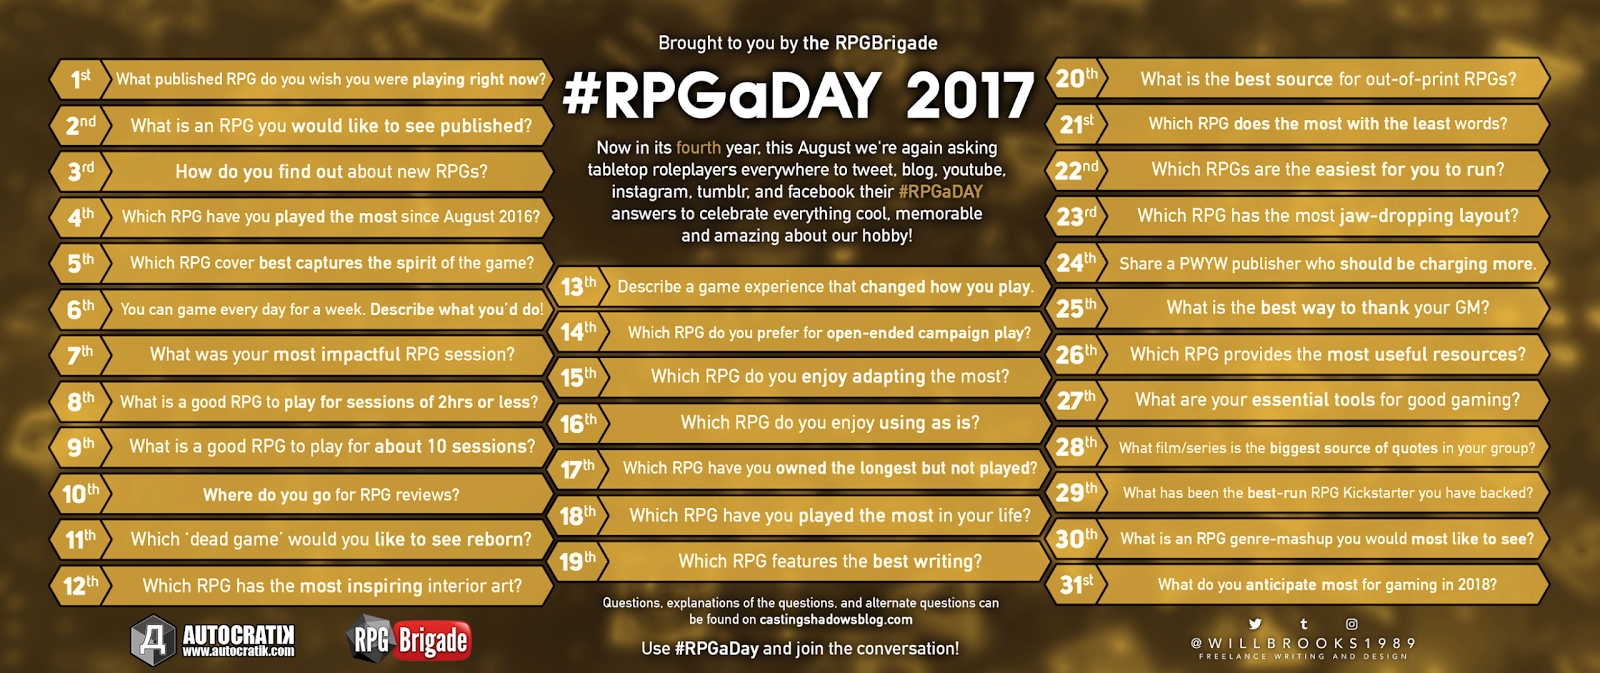 Brought to you by the RPGBrigade
#RPGaDAY 2017
Now in its fourth year, this August we're again asking
tabletop roleplayers everywhere to tweet, blog, youtube,
instagram, tumblr, and facebook their #RPGaDAY
answers to celebrate everything cool, memorable
and amazing about our hobby!
1st What published RPG do you wish you were playing right now?
2nd What is an RPG you would like to see published?
3rd How do you find out about new RPGs?
4th Which RPG have you played the most since August 2016?
5th Which RPG cover best captures the spirit of the game?
6th You can game every day for a week. Describe what you'd do!
7th What was your most impactful RPG session?
8th What is a good RPG to play for sessions of 2hrs or less?
9th What is a good RPG to play for about 10 sessions?
10th Where do you go for RPG reviews?
11th Which 'dead game' would you like to see reborn?
12th Which RPG has the most inspiring interior art?
13th Describe a game experience that changed how you play.
14th Which RPG do you prefer for open-ended campaign play?
15th Which RPG do you enjoy adapting the most?
16th Which RPG do you enjoy using as is?
17th Which RPG have you owned the longest but not played?
18th Which RPG have you played the most in your life?
19th Which RPG features the best writing?
20th What is the best source for out-of-print RPGs?
21st Which RPG does the most with the least words?
22nd Which RPGs are the easiest for you to run?
23rd Which RPG has the most jaw-dropping layout?
24th Share a PWYW publisher who should be charging more.
25th What is the best way to thank your GM?
26th Which RPG provides the most useful resources?
27th What are your essential tools for good gaming?
28th What film/series is the biggest source of quotes in your group?
29th What has been the best-run RPG Kickstarter you have backed?
30th What is an RPG genre-mashup you would most like to see?
31st What do you anticipate most for gaming in 2018?
Questions, explanations of the questions, and alternate questions can
be found on castingshadowsblog.com
Use #RPGaDay and join the conversation!
Д AUTOCRATIK
www.autocratik.com
RPG Brigade
@WILLBROOKS1989
FREELANCE WRITING AND DESIGN